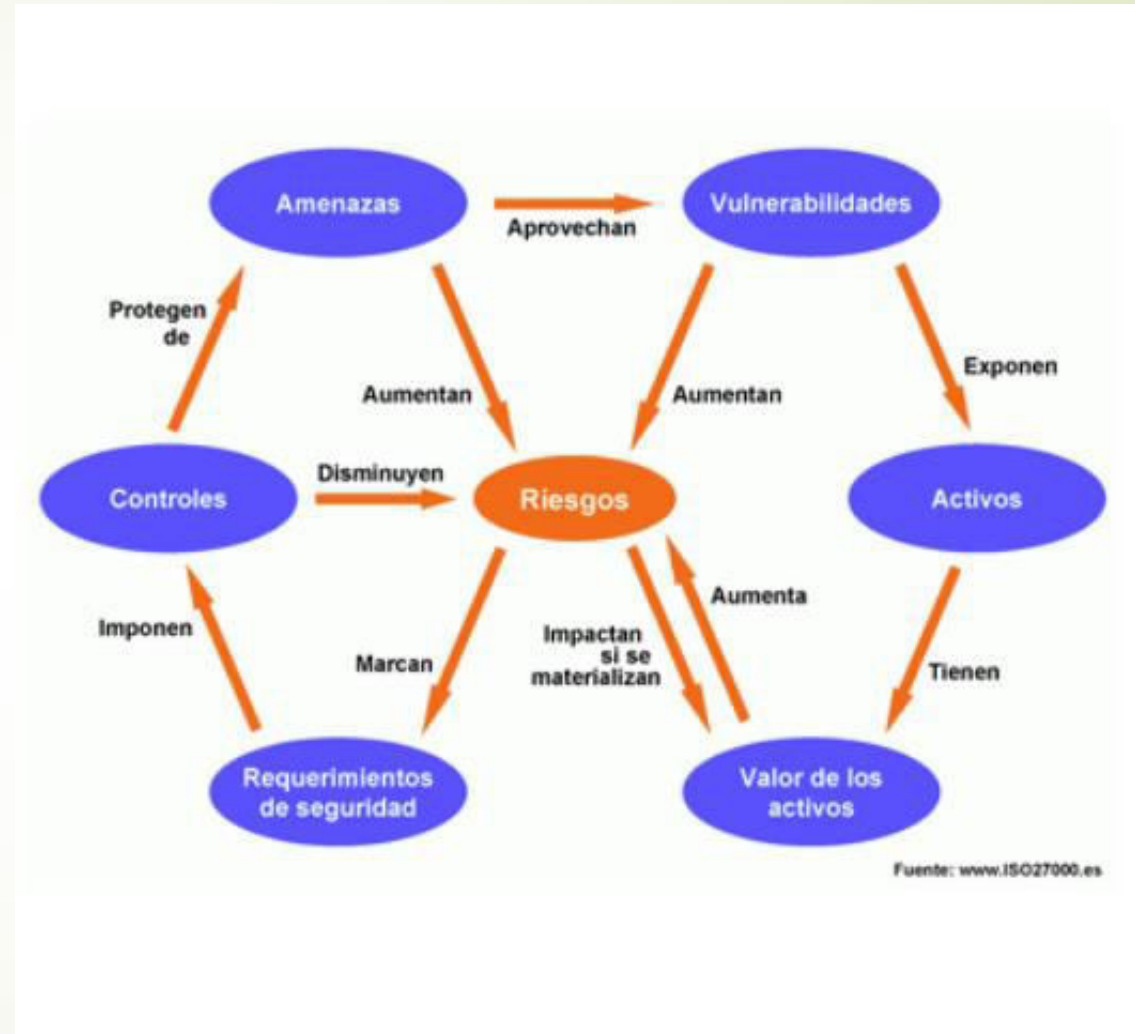 Amenazas
Aprovechan
Vulnerabilidades
Protegen
de
Aumentan
Aumentan
Exponen
Controles
Disminuyen
Riesgos
Activos
Imponen
Marcan
Impactan
si se
materializan
Aumenta
Tienen
Requerimientos
de seguridad
Valor de los
activos
Fuente: www.ISO27000.es